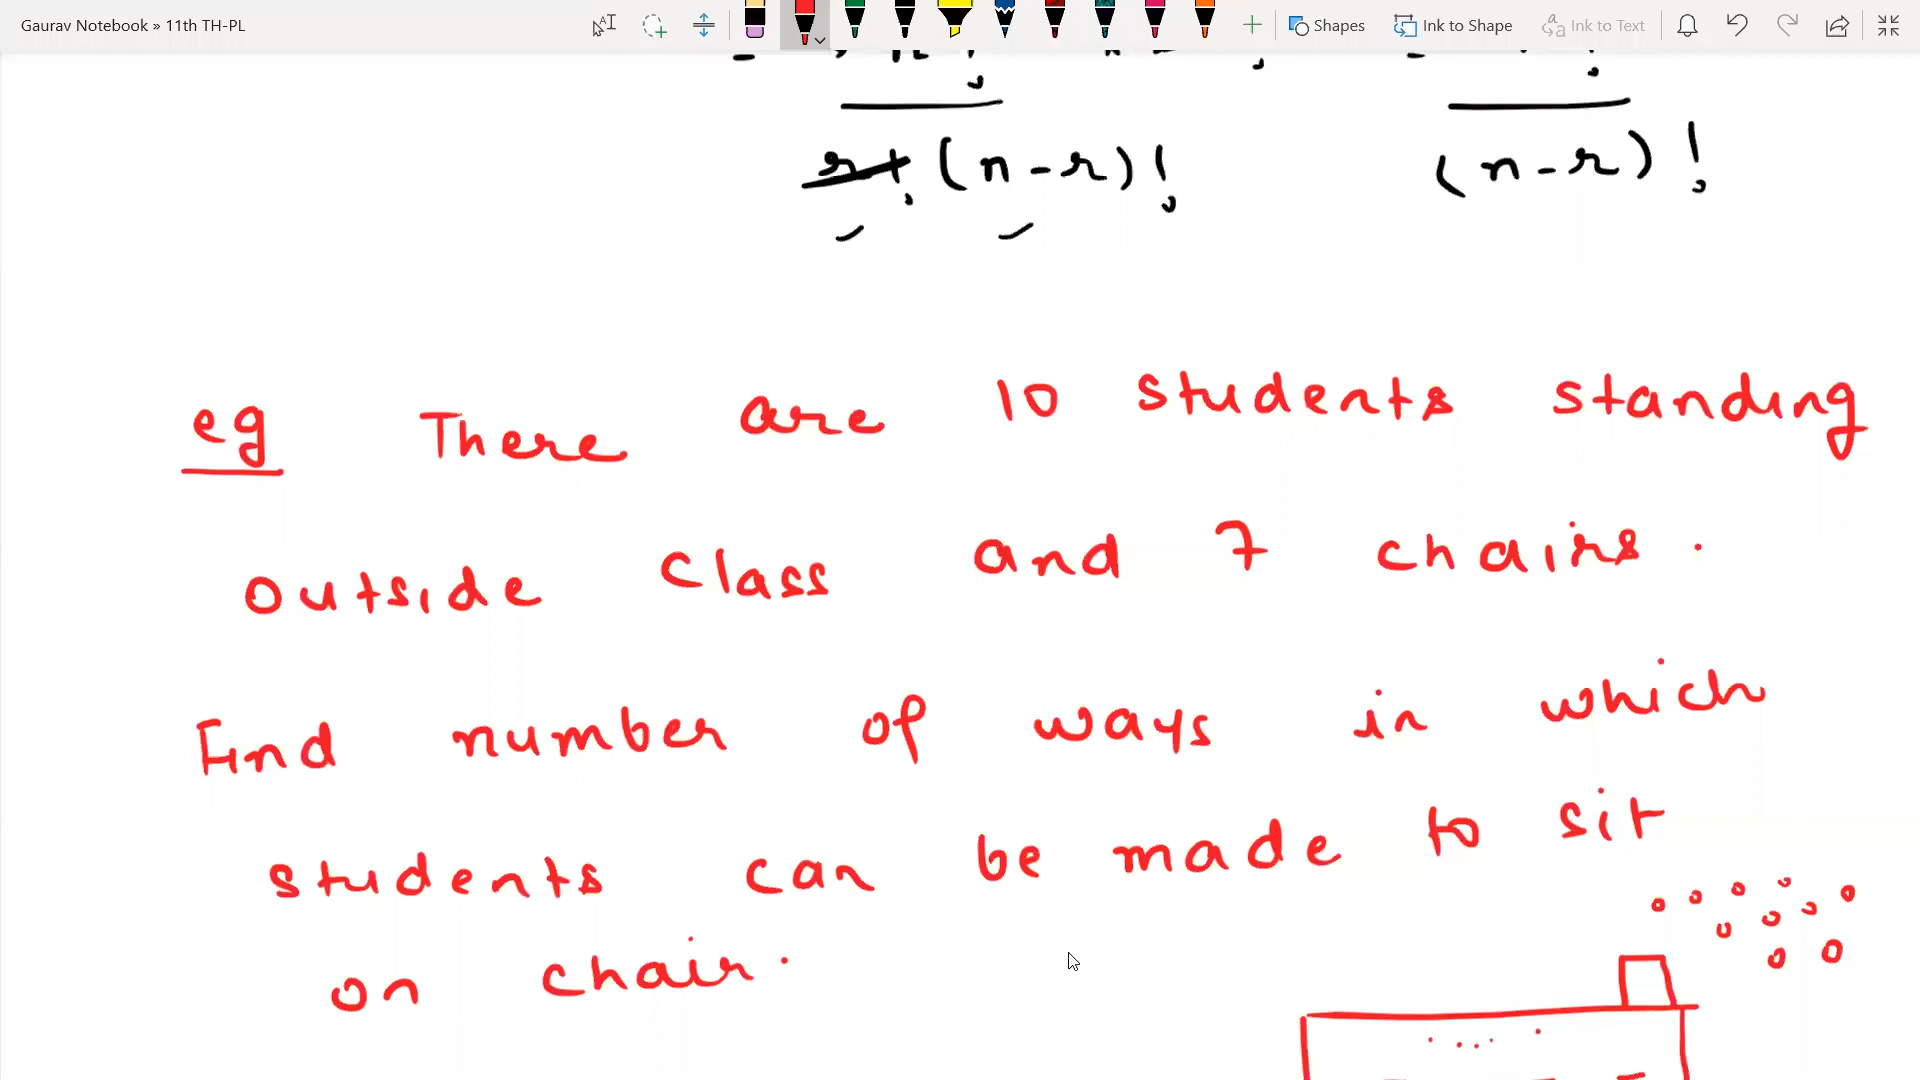 Gaurav Notebook » 11th TH-PL
Shapes Ink to Shape Ink to Text
r! (n-r)! (n-r)!
eg There are 10 students standing
outside class and 7 chairs.
Find number of ways in which
students can be made to sit
on chair.